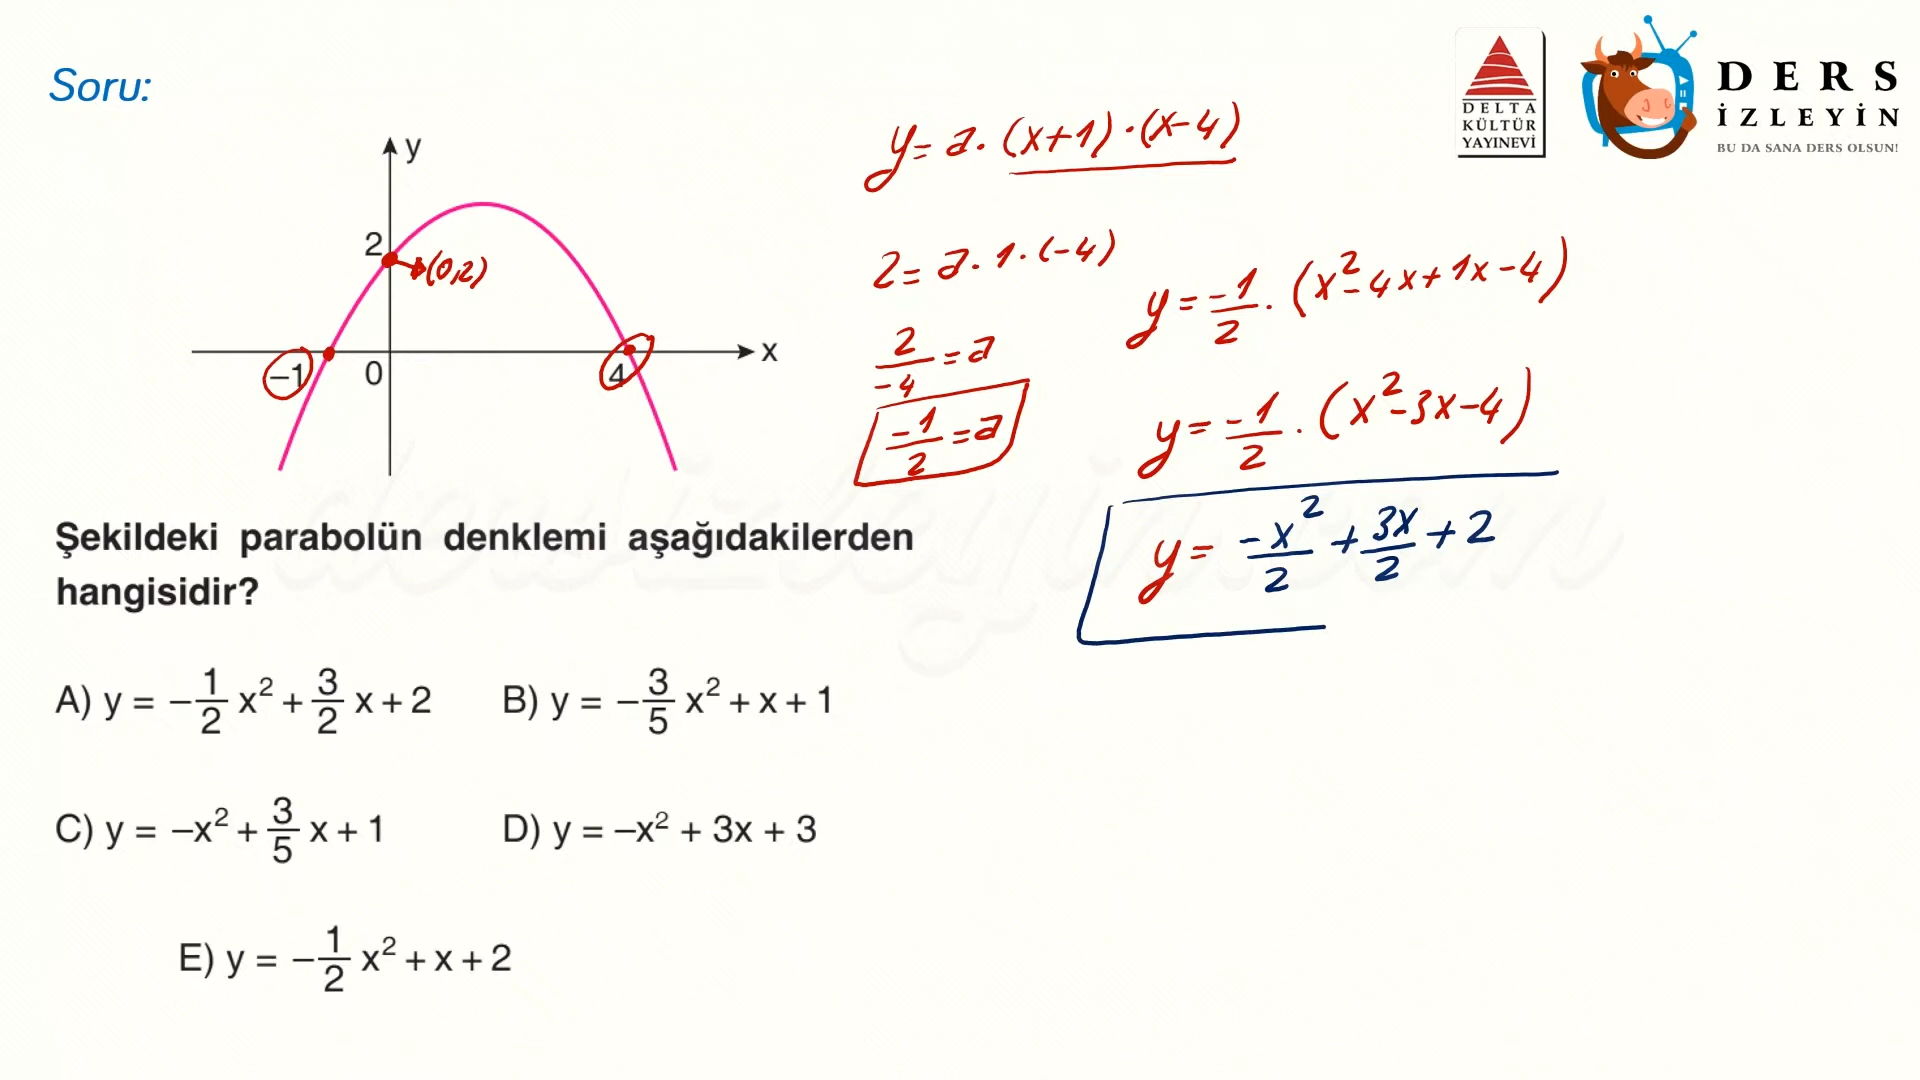 Soru:
DELTA
KÜLTÜR
YAYINEVİ
DERS
İZLEYİN
BU DA SANA DERS OLSUN!
y
2
(0,2)
x
-1
0
4
y = a · (x+1) · (x-4)
2 = a · 1 · (-4)
2/-4 = a
-1/2 = a
y = -1/2 · (x² - 4x + 1x - 4)
y = -1/2 · (x² - 3x - 4)
y = -x²/2 + 3x/2 + 2
dersizleyin.com
Şekildeki parabolün denklemi aşağıdakilerden
hangisidir?
A) y = -1/2 x² + 3/2 x + 2
B) y = -3/5 x² + x + 1
C) y = -x² + 3/5 x + 1
D) y = -x² + 3x + 3
E) y = -1/2 x² + x + 2